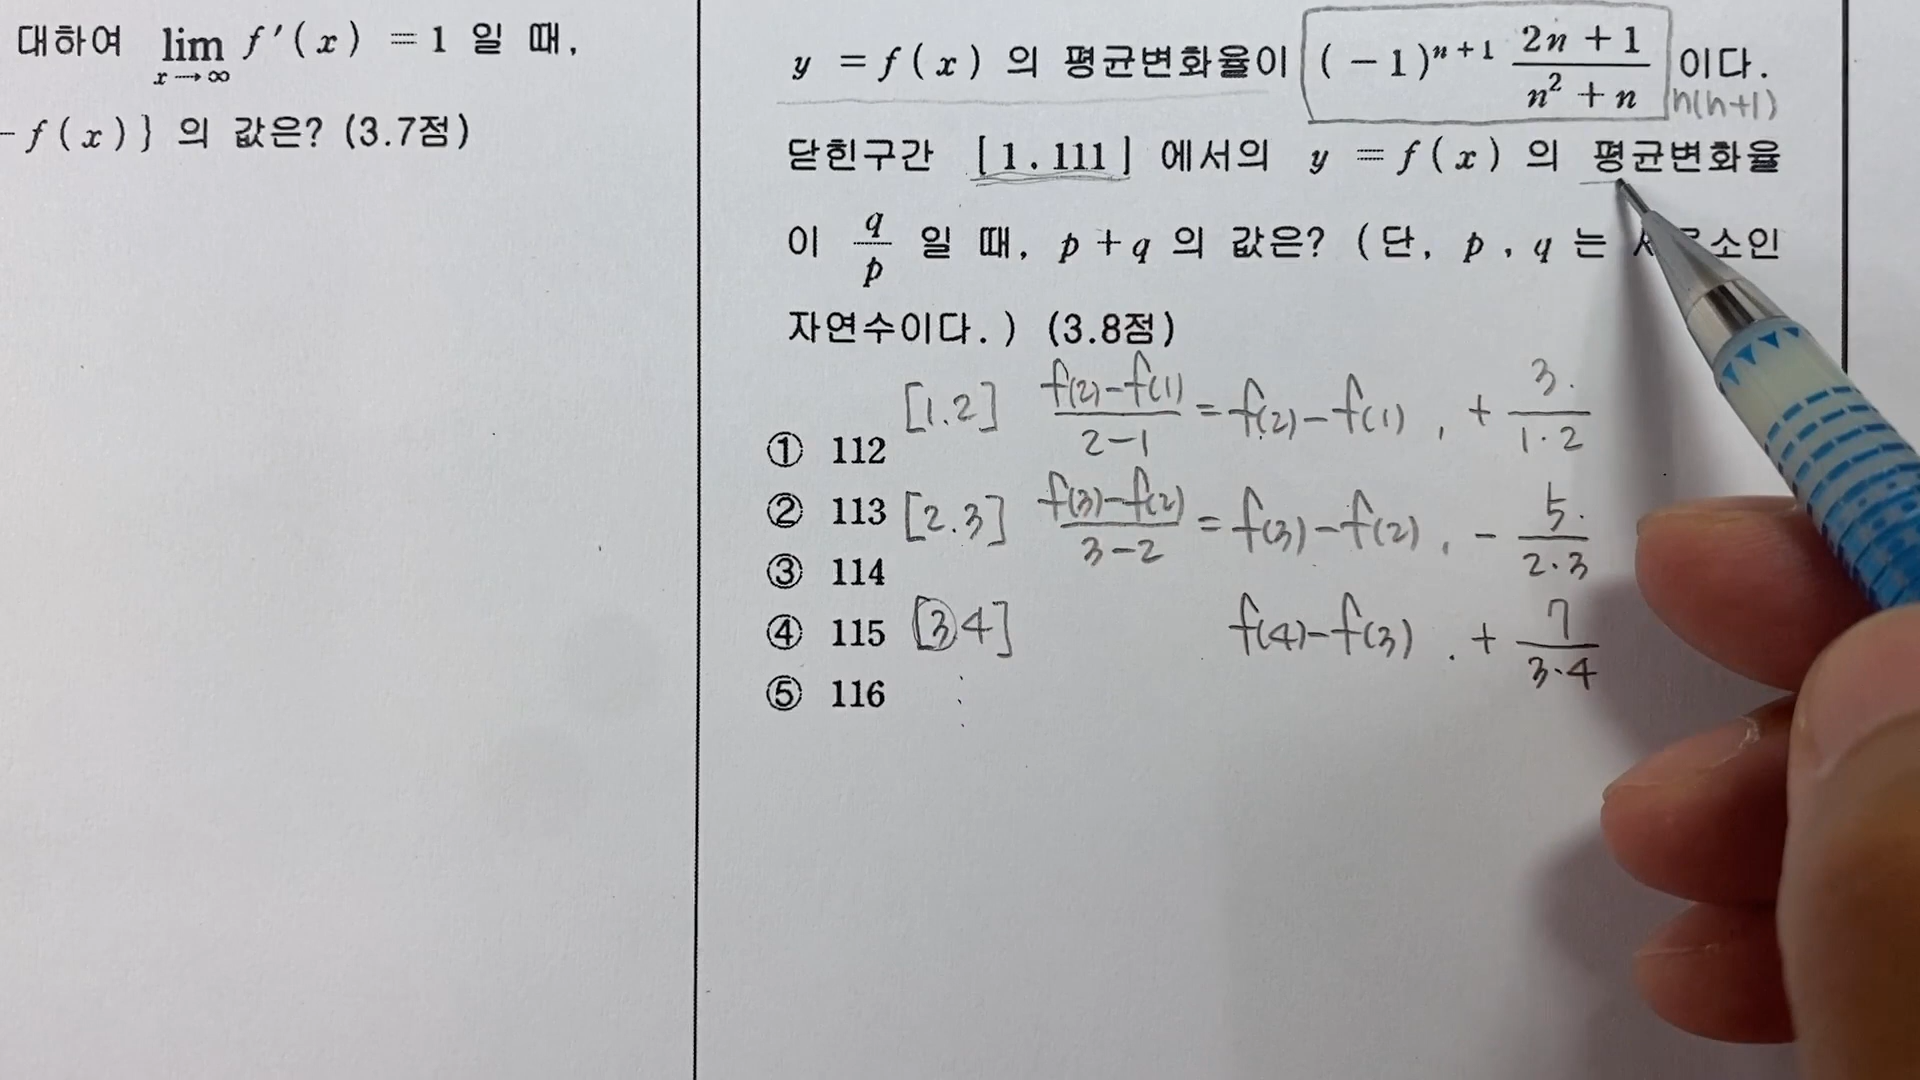 대하여 lim x→∞ f′(x) = 1 일 때,
- f(x)} 의 값은? (3.7점)
y = f(x) 의 평균변화율이 (-1)ⁿ⁺¹ (2n+1)/(n²+n) 이다.
n(n+1)
닫힌구간 [1.111] 에서의 y = f(x) 의 평균변화율
이 q/p 일 때, p+q 의 값은? (단, p, q 는 소인
자연수이다.) (3.8점)
[1.2] (f(2)-f(1))/(2-1) = f(2)-f(1), + 3/(1·2)
① 112
② 113
[2.3] (f(3)-f(2))/(3-2) = f(3)-f(2), - 5/(2·3)
③ 114
④ 115
[3 4] f(4)-f(3). + 7/(3·4)
⑤ 116